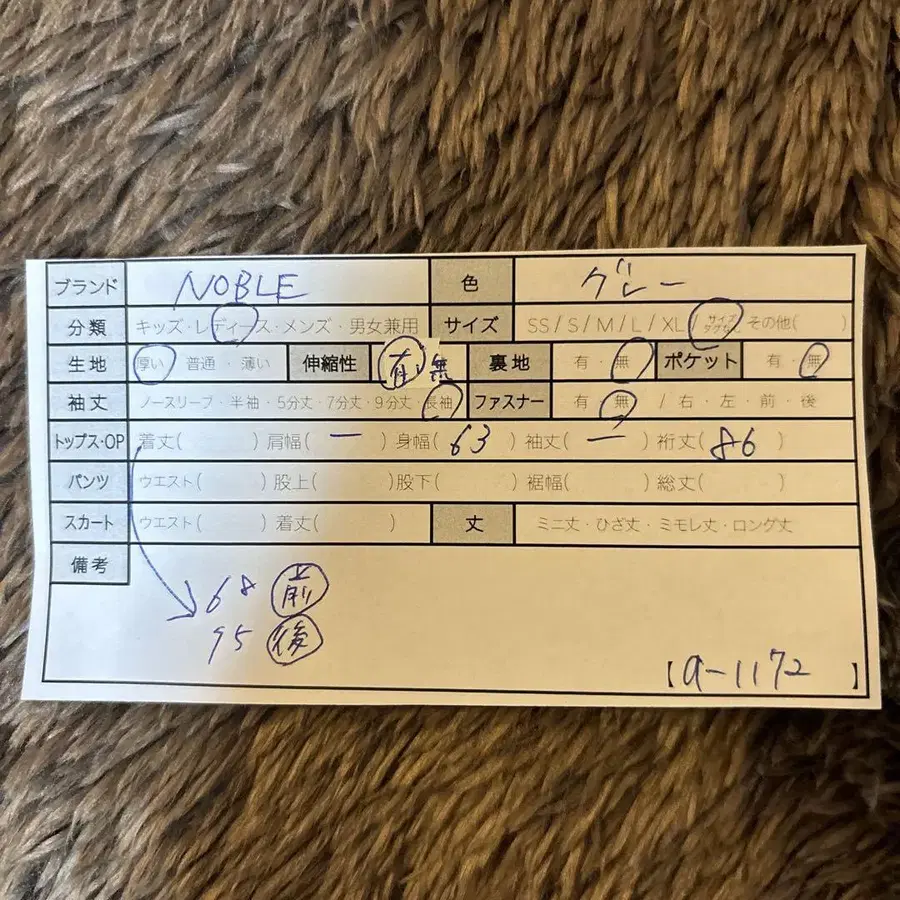 ブランド NOBLE 色 グレー
分類 キッズ・レディース・メンズ・男女兼用 サイズ SS / S / M / L / XL / サイズタグなし その他( )
生地 厚い・普通・薄い 伸縮性 有・無 裏地 有・無 ポケット 有・無
袖丈 ノースリーブ・半袖・5分丈・7分丈・9分丈・長袖 ファスナー 有・無 / 右・左・前・後
トップス・OP 着丈( ) 肩幅( ー ) 身幅( 63 ) 袖丈( ー ) 裄丈( 86 )
パンツ ウエスト( ) 股上( ) 股下( ) 裾幅( ) 総丈( )
スカート ウエスト( ) 着丈( ) 丈 ミニ丈・ひざ丈・ミモレ丈・ロング丈
備考
68 前
95 後
【a-1172 】